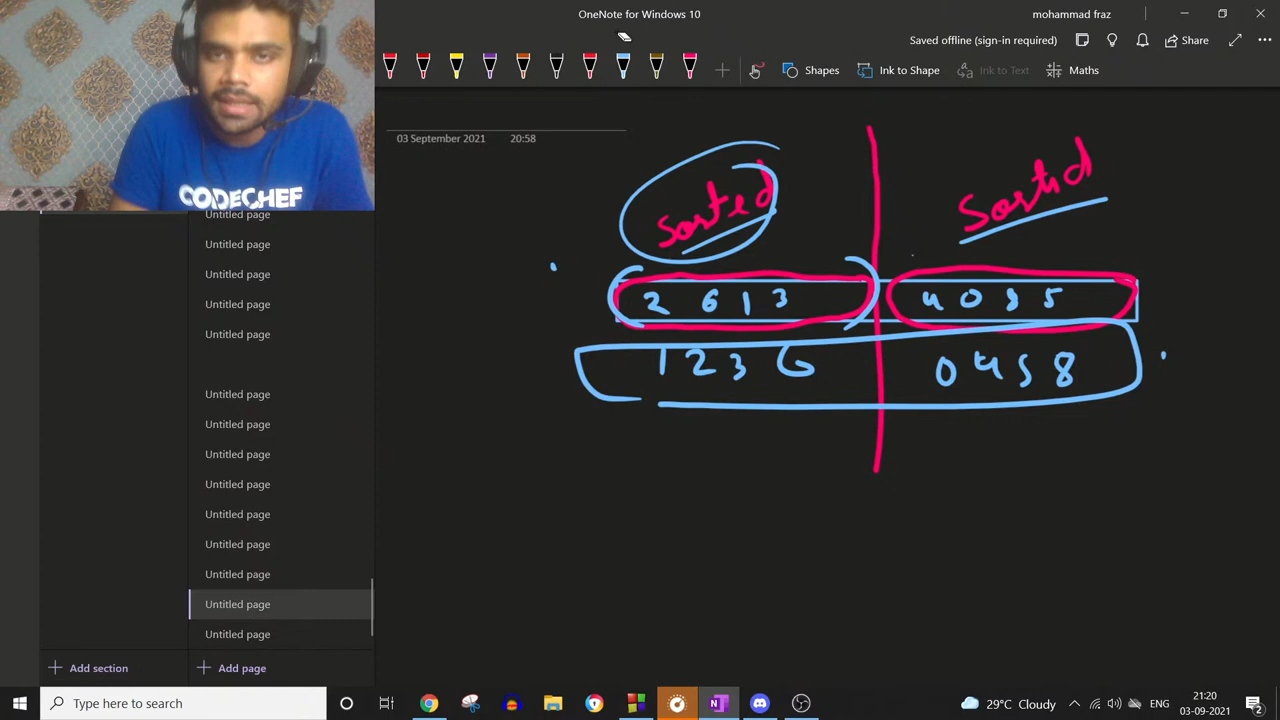 OneNote for Windows 10
mohammad fraz
Saved offline (sign-in required)
Share
Shapes
Ink to Shape
Ink to Text
Maths
CODECHEF
03 September 2021 20:58
Sorted
Sorted
2 6 1 3
4 0 8 5
1 2 3 6
0 4 5 8
Untitled page
Untitled page
Untitled page
Untitled page
Untitled page
Untitled page
Untitled page
Untitled page
Untitled page
Untitled page
Untitled page
Untitled page
Untitled page
Untitled page
Add section
Add page
Type here to search
29°C Cloudy
ENG
21:20
03-09-2021